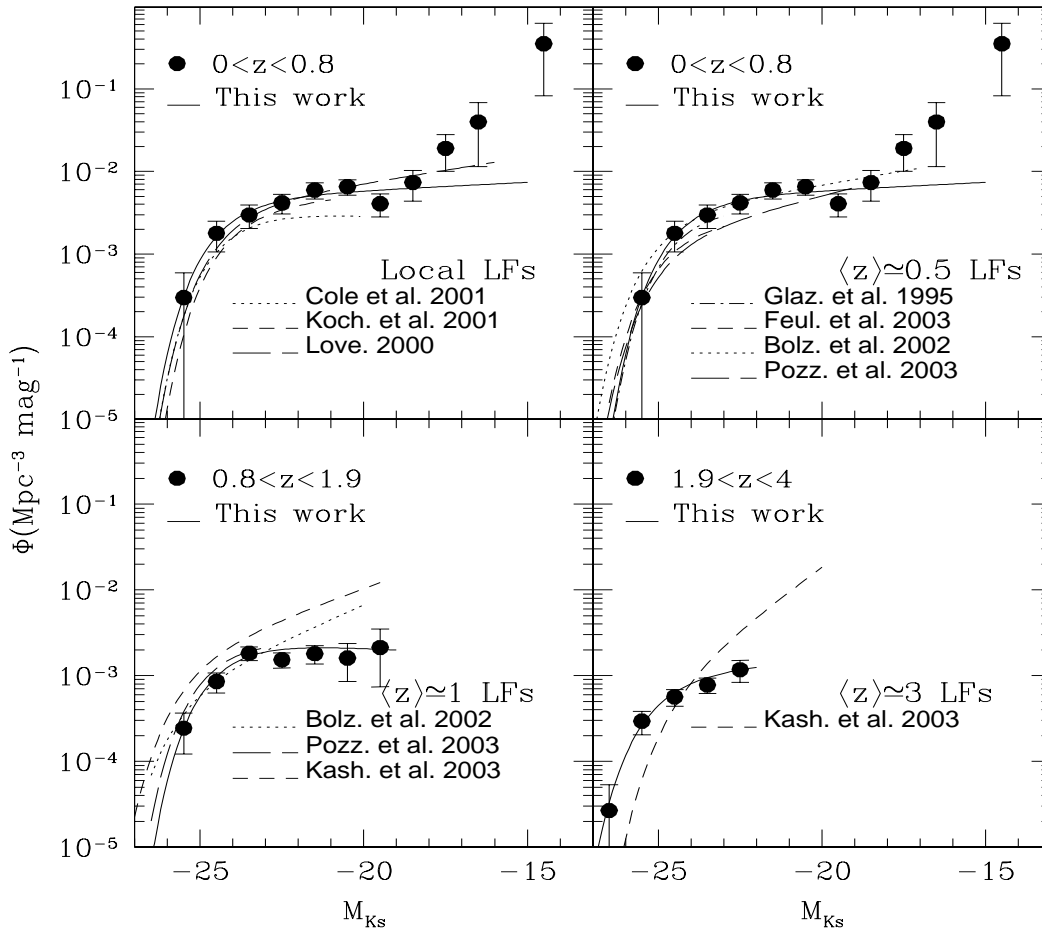 0<z<0.8
This work
Local LFs
Cole et al. 2001
Koch. et al. 2001
Love. 2000
10⁻¹
10⁻²
10⁻³
10⁻⁴
10⁻⁵
0<z<0.8
This work
⟨z⟩≃0.5 LFs
Glaz. et al. 1995
Feul. et al. 2003
Bolz. et al. 2002
Pozz. et al. 2003
Φ(Mpc⁻³ mag⁻¹)
0.8<z<1.9
This work
⟨z⟩≃1 LFs
Bolz. et al. 2002
Pozz. et al. 2003
Kash. et al. 2003
10⁻¹
10⁻²
10⁻³
10⁻⁴
10⁻⁵
−25 −20 −15
M_Ks
1.9<z<4
This work
⟨z⟩≃3 LFs
Kash. et al. 2003
−25 −20 −15
M_Ks